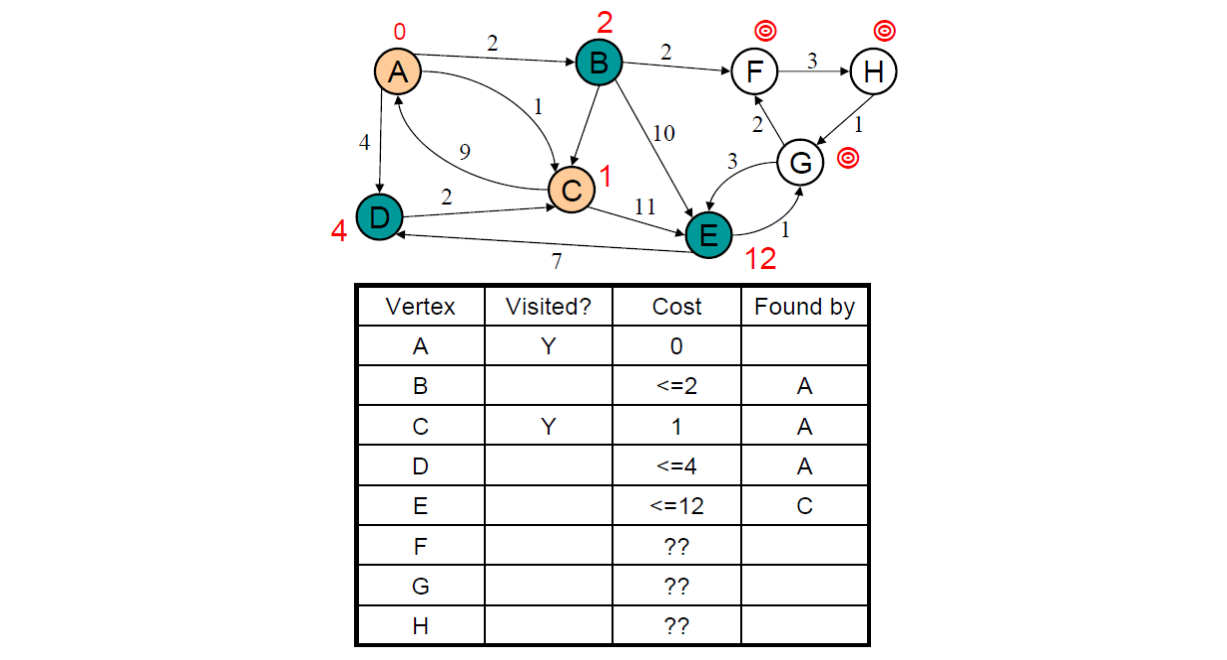 0
2
2
2
3
A
B
F
H
1
4
9
10
2
1
3
G
C
1
2
11
D
E
1
4
7
12
Vertex Visited? Cost Found by
A Y 0
B <=2 A
C Y 1 A
D <=4 A
E <=12 C
F ??
G ??
H ??